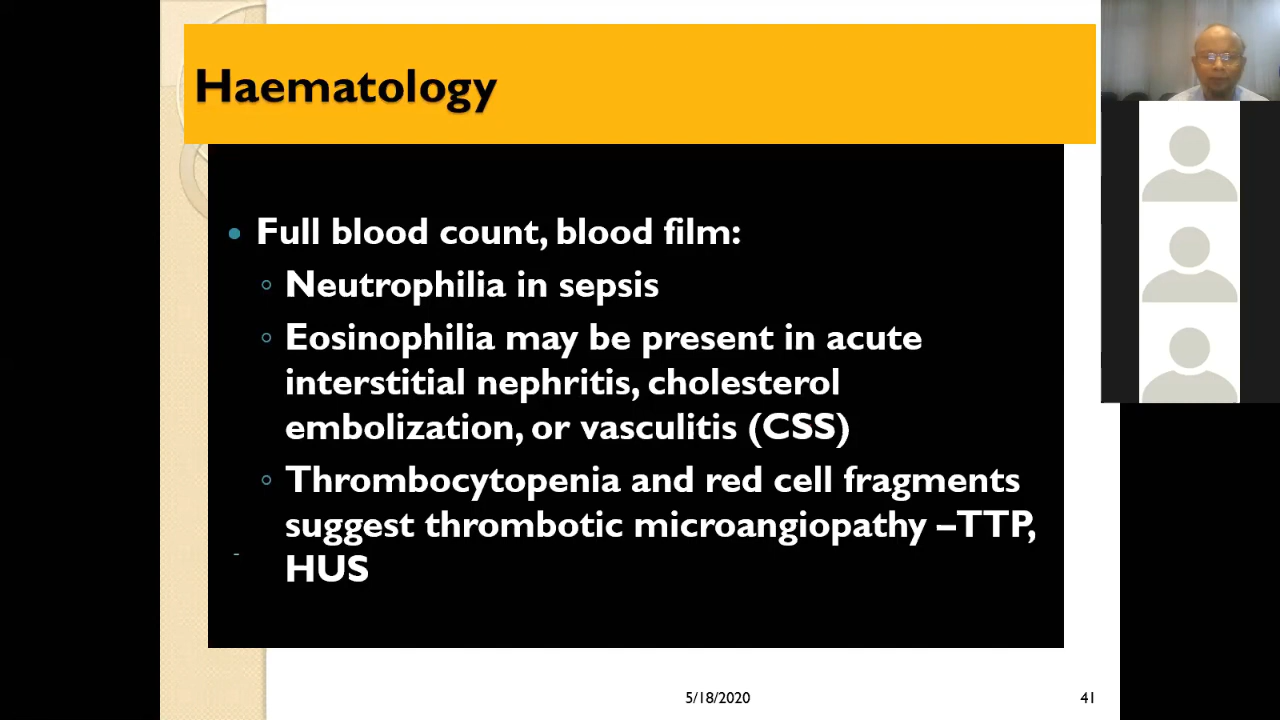 Haematology
Full blood count, blood film:
Neutrophilia in sepsis
Eosinophilia may be present in acute
interstitial nephritis, cholesterol
embolization, or vasculitis (CSS)
Thrombocytopenia and red cell fragments
suggest thrombotic microangiopathy –TTP,
HUS
5/18/2020
41